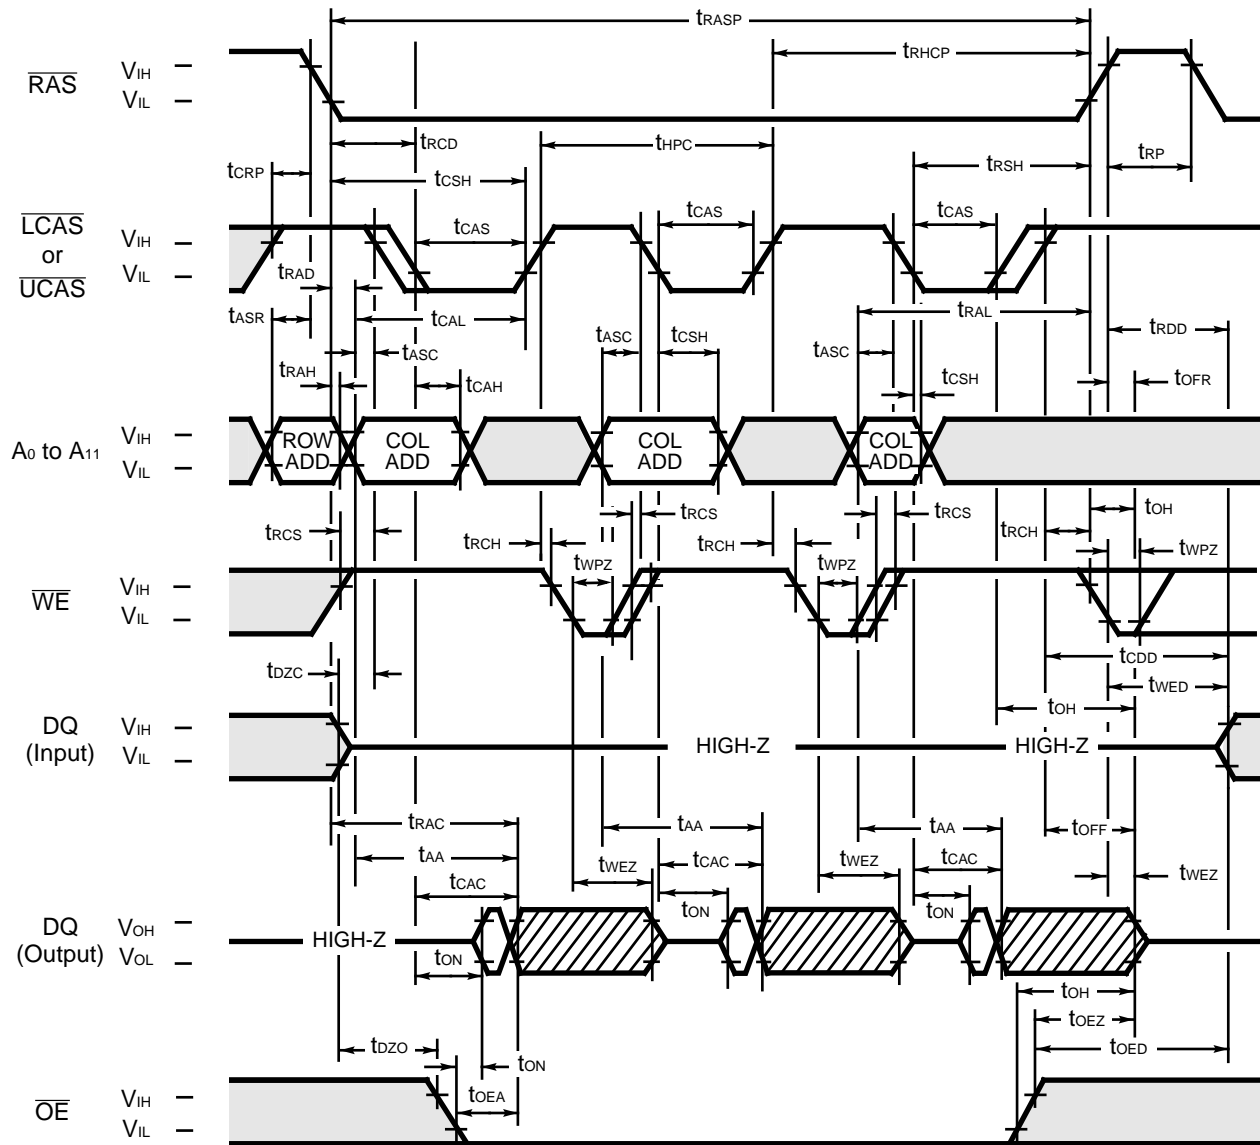 tRASP
tRHCP
RAS
VIH
VIL
tRCD
tHPC
tRSH
tRP
tCRP
tCSH
LCAS
or
UCAS
VIH
VIL
tCAS
tCAS
tCAS
tRAD
tASR
tCAL
tRAL
tRDD
tASC
tASC
tCSH
tASC
tRAH
tCAH
tCSH
tOFR
A0 to A11
VIH
VIL
ROW
ADD
COL
ADD
COL
ADD
COL
ADD
tRCS
tRCH
tRCS
tRCH
tRCS
tRCH
tOH
tWPZ
tWPZ
tWPZ
WE
VIH
VIL
tDZC
tCDD
tWED
tOH
DQ
(Input)
VIH
VIL
HIGH-Z
HIGH-Z
tRAC
tAA
tAA
tOFF
tAA
tWEZ
tCAC
tWEZ
tCAC
tWEZ
tCAC
tON
tON
DQ
(Output)
VOH
VOL
HIGH-Z
tON
tOH
tOEZ
tDZO
tON
tOED
tOEA
OE
VIH
VIL